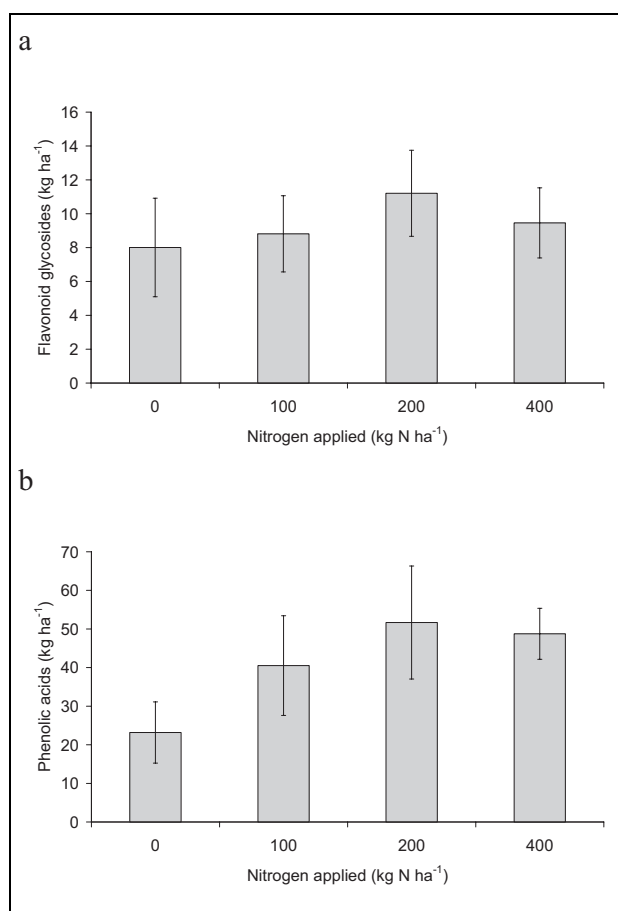 a
Flavonoid glycosides (kg ha⁻¹)
16
14
12
10
8
6
4
2
0
0 100 200 400
Nitrogen applied (kg N ha⁻¹)
b
Phenolic acids (kg ha⁻¹)
70
60
50
40
30
20
10
0
0 100 200 400
Nitrogen applied (kg N ha⁻¹)